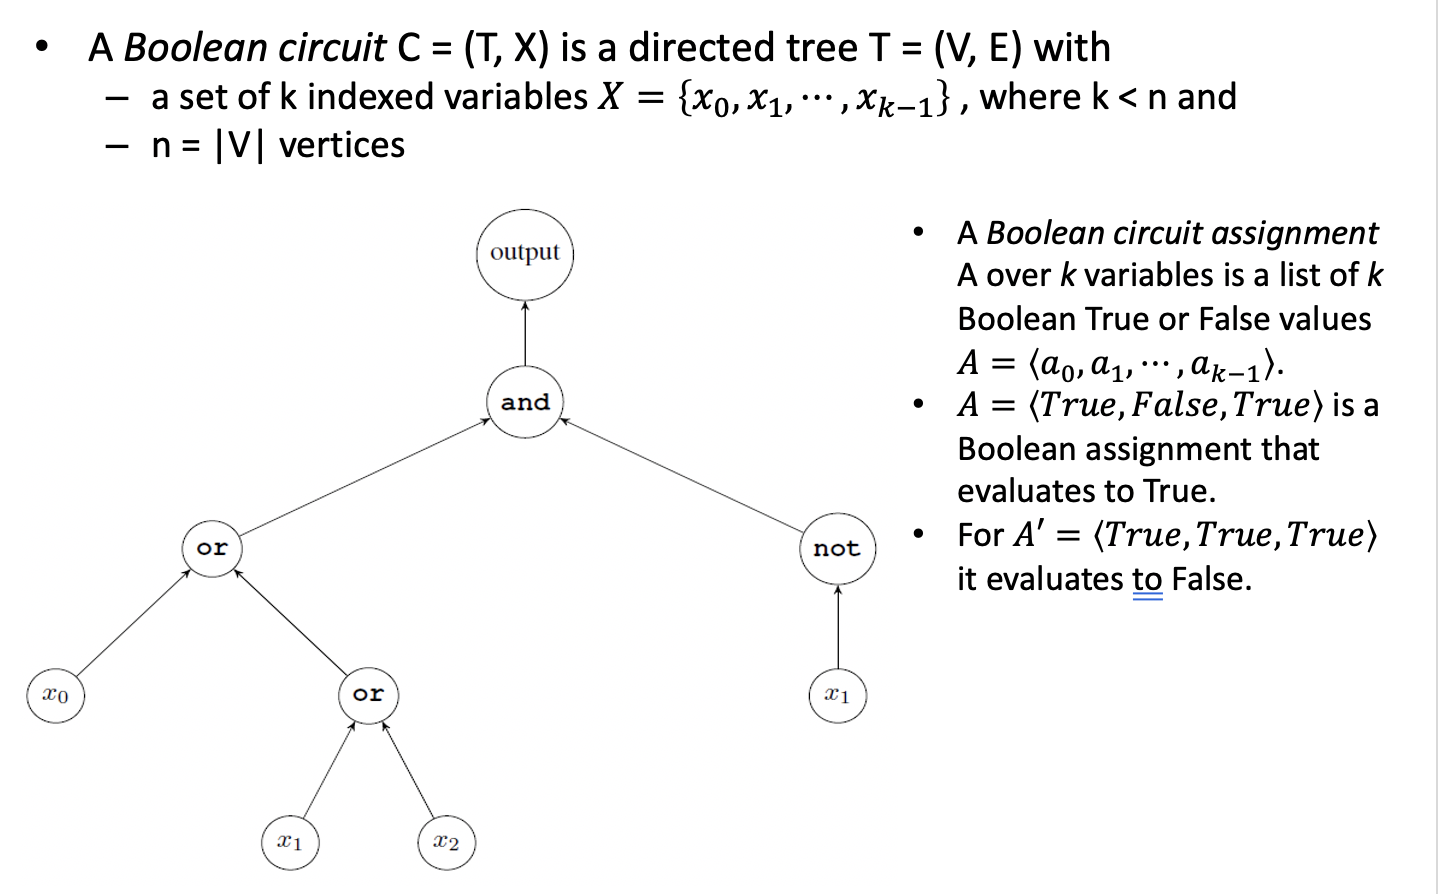 • A Boolean circuit C = (T, X) is a directed tree T = (V, E) with
– a set of k indexed variables X = {x₀, x₁, ⋯ , xₖ₋₁} , where k < n and
– n = |V| vertices
output
and
or
not
x₀
or
x₁
x₁
x₂
• A Boolean circuit assignment
A over k variables is a list of k
Boolean True or False values
A = ⟨a₀, a₁, ⋯ , aₖ₋₁⟩.
• A = ⟨True, False, True⟩ is a
Boolean assignment that
evaluates to True.
• For A′ = ⟨True, True, True⟩
it evaluates to False.